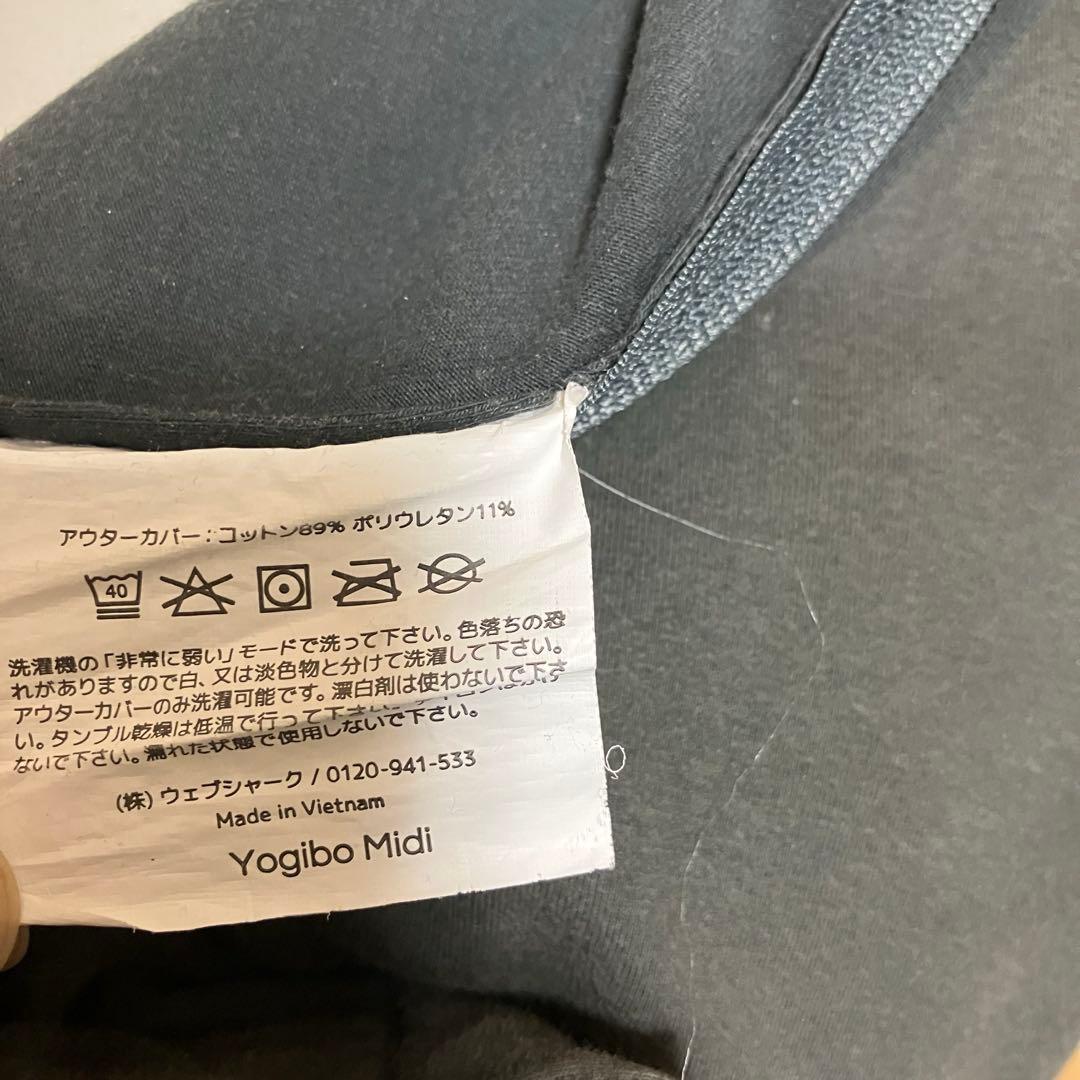 アウターカバー：コットン89% ポリウレタン11%
40
洗濯機の「非常に弱い」モードで洗って下さい。色落ちの恐
れがありますので白、又は淡色物と分けて洗濯して下さい。
アウターカバーのみ洗濯可能です。漂白剤は使わないで下さ
い。タンブル乾燥は低温で行って下さい。
ないで下さい。濡れた状態で使用しないで下さい。
(株) ウェブシャーク / 0120-941-533
Made in Vietnam
Yogibo Midi